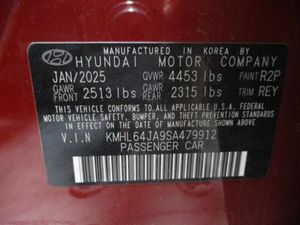 MANUFACTURED IN KOREA BY
HYUNDAI MOTOR COMPANY
JAN/2025 GVWR 4453 lbs PAINT R2P
GAWR FRONT 2513 lbs GAWR REAR 2315 lbs TRIM REY
THIS VEHICLE CONFORMS TO ALL APPLICABLE U.S.
FEDERAL MOTOR VEHICLE SAFETY, BUMPER, AND
THEFT PREVENTION STANDARDS IN EFFECT ON THE
DATE OF MANUFACTURE SHOWN ABOVE.
V.I.N KMHL64JA9SA479912
PASSENGER CAR